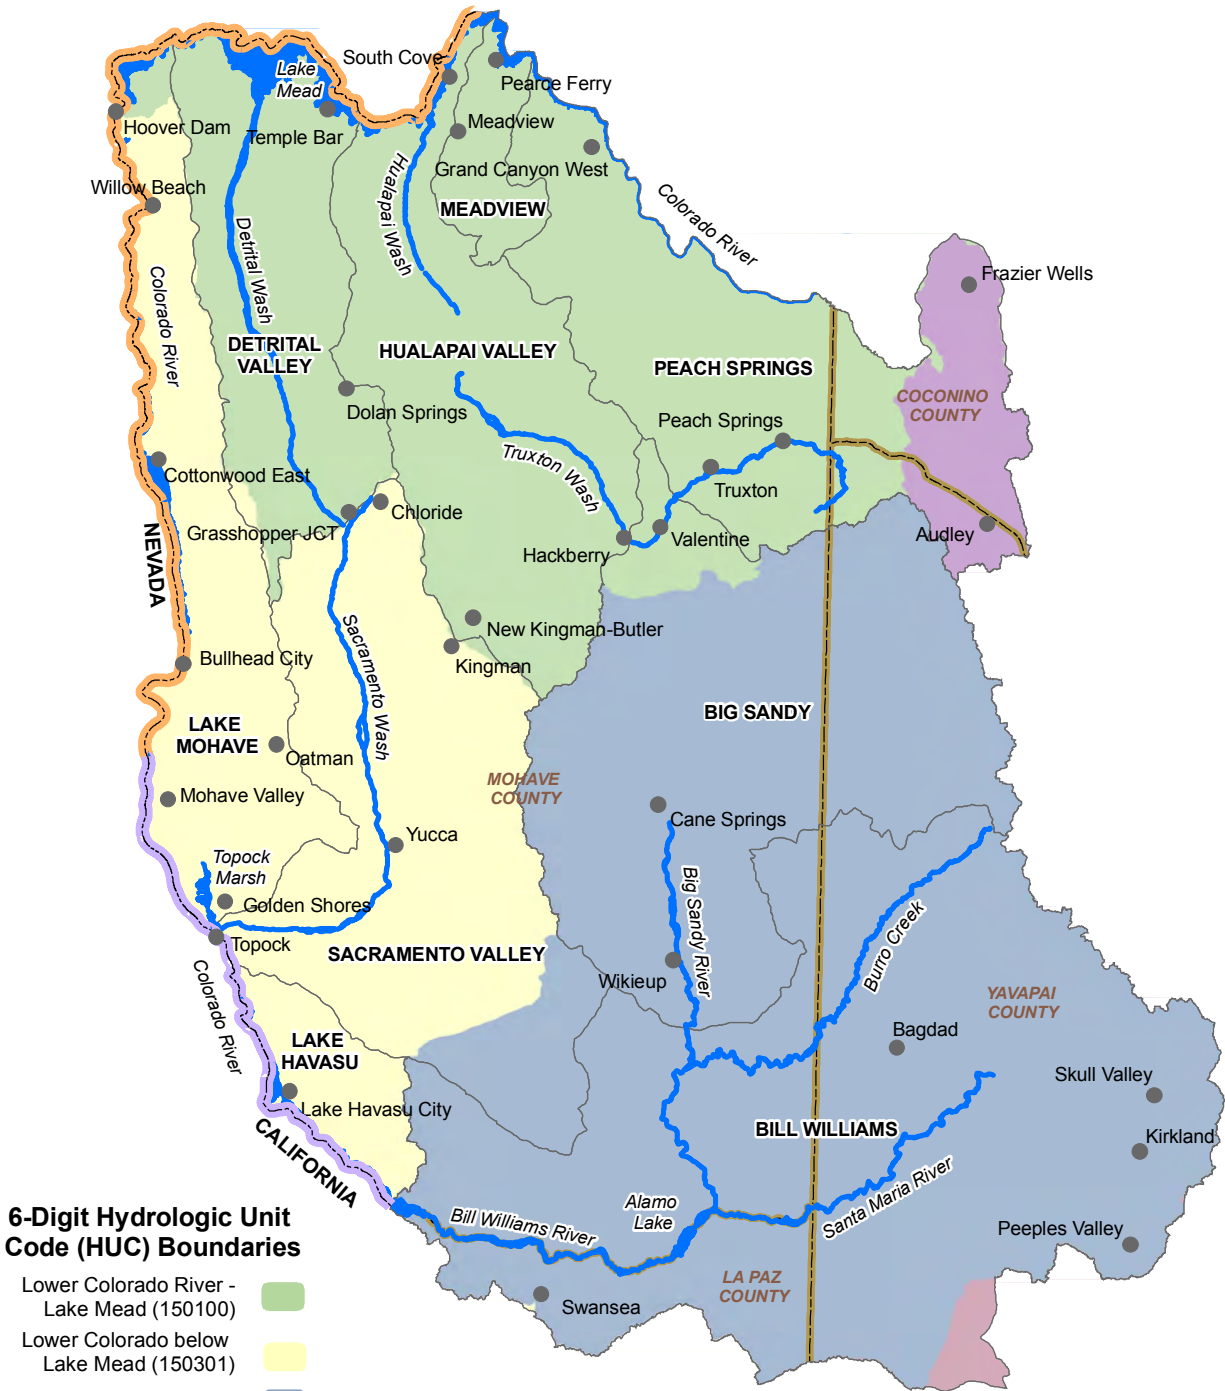 South Cove
Lake
Mead
Pearce Ferry
Hoover Dam
Temple Bar
Meadview
Grand Canyon West
Hualapai Wash
Willow Beach
MEADVIEW
Colorado River
Detrital Wash
Colorado River
Frazier Wells
DETRITAL
VALLEY
HUALAPAI VALLEY
PEACH SPRINGS
COCONINO
COUNTY
Dolan Springs
Peach Springs
Truxton Wash
Cottonwood East
Truxton
Chloride
Grasshopper JCT
NEVADA
Hackberry
Valentine
Audley
Sacramento Wash
New Kingman-Butler
Bullhead City
Kingman
LAKE
MOHAVE
BIG SANDY
Oatman
MOHAVE
COUNTY
Mohave Valley
Cane Springs
Yucca
Topock
Marsh
Big Sandy River
Golden Shores
Burro Creek
Topock
SACRAMENTO VALLEY
Wikieup
Colorado River
YAVAPAI
COUNTY
LAKE
HAVASU
Bagdad
Skull Valley
Lake Havasu City
BILL WILLIAMS
Kirkland
CALIFORNIA
Santa Maria River
Alamo
Lake
Bill Williams River
Peeples Valley
LA PAZ
COUNTY
Swansea
6-Digit Hydrologic Unit
Code (HUC) Boundaries
Lower Colorado River -
Lake Mead (150100)
Lower Colorado below
Lake Mead (150301)